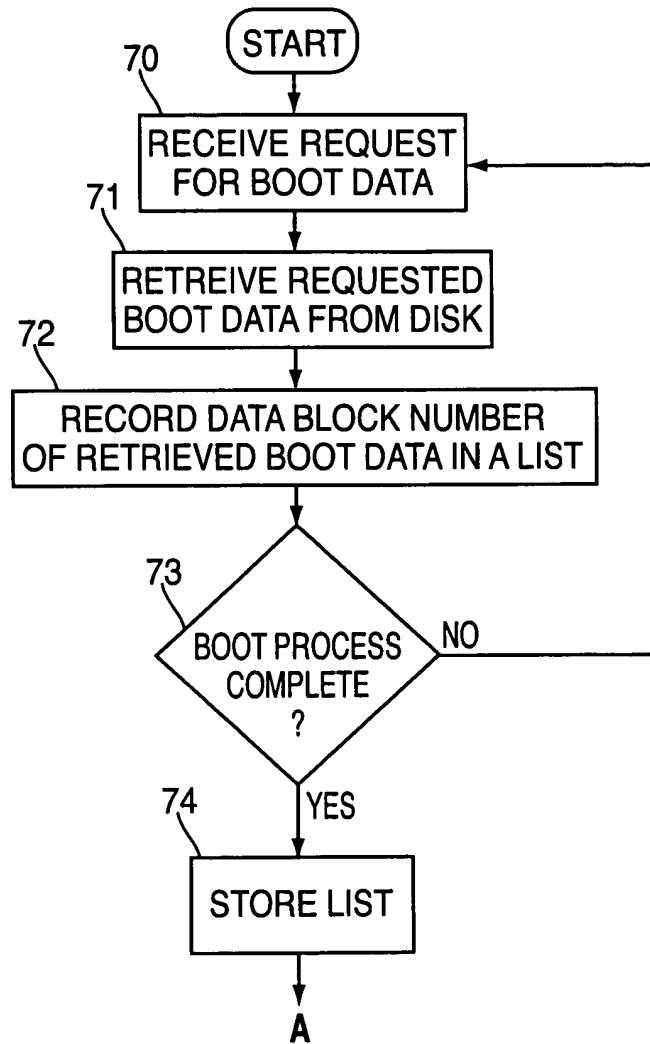 START
70
RECEIVE REQUEST
FOR BOOT DATA
71
RETREIVE REQUESTED
BOOT DATA FROM DISK
72
RECORD DATA BLOCK NUMBER
OF RETRIEVED BOOT DATA IN A LIST
73
BOOT PROCESS
COMPLETE
?
NO
YES
74
STORE LIST
A